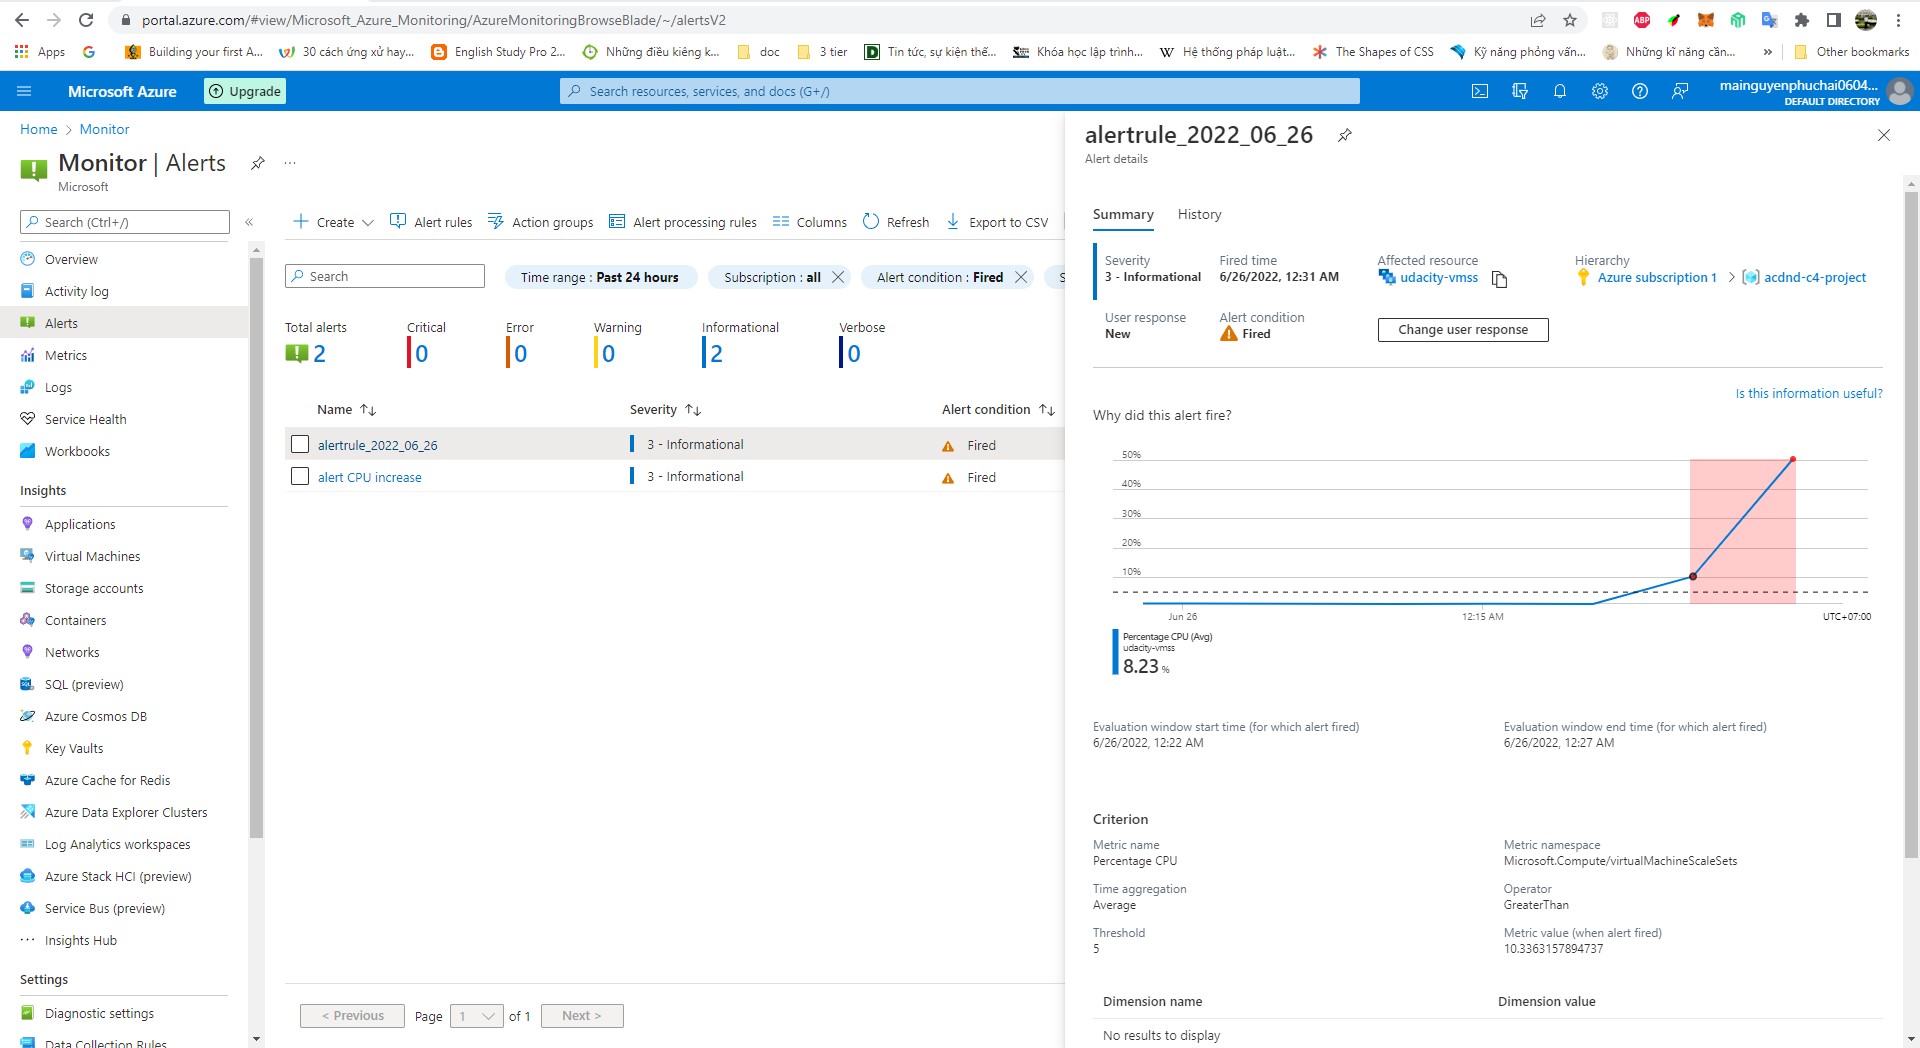 portal.azure.com/#view/Microsoft_Azure_Monitoring/AzureMonitoringBrowseBlade/~/alertsV2
ABP
Apps
Building your first A...
30 cách ứng xử hay...
English Study Pro 2...
Những điều kiêng k...
doc
3 tier
Tin tức, sự kiện thế...
Khóa học lập trình...
Hệ thống pháp luật...
The Shapes of CSS
Kỹ năng phỏng vấn...
Những kĩ năng cần...
»
Other bookmarks
Microsoft Azure
Upgrade
Search resources, services, and docs (G+/)
mainguyenphuchai0604...
DEFAULT DIRECTORY
Home > Monitor
Monitor | Alerts
...
Microsoft
Search (Ctrl+/)
«
Overview
Activity log
Alerts
Metrics
Logs
Service Health
Workbooks
Insights
Applications
Virtual Machines
Storage accounts
Containers
Networks
SQL (preview)
Azure Cosmos DB
Key Vaults
Azure Cache for Redis
Azure Data Explorer Clusters
Log Analytics workspaces
Azure Stack HCI (preview)
Service Bus (preview)
Insights Hub
Settings
Diagnostic settings
Data Collection Rules
Create
Alert rules
Action groups
Alert processing rules
Columns
Refresh
Export to CSV
Search
Time range : Past 24 hours
Subscription : all
Alert condition : Fired
S
Total alerts
2
Critical
0
Error
0
Warning
0
Informational
2
Verbose
0
Name
Severity
Alert condition
alertrule_2022_06_26
3 - Informational
Fired
alert CPU increase
3 - Informational
Fired
< Previous
Page
1
of 1
Next >
alertrule_2022_06_26
Alert details
Summary
History
Severity
3 - Informational
Fired time
6/26/2022, 12:31 AM
Affected resource
udacity-vmss
Hierarchy
Azure subscription 1 > acdnd-c4-project
User response
New
Alert condition
Fired
Change user response
Is this information useful?
Why did this alert fire?
50%
40%
30%
20%
10%
Jun 26
12:15 AM
UTC+07:00
Percentage CPU (Avg)
udacity-vmss
8.23 %
Evaluation window start time (for which alert fired)
6/26/2022, 12:22 AM
Evaluation window end time (for which alert fired)
6/26/2022, 12:27 AM
Criterion
Metric name
Percentage CPU
Metric namespace
Microsoft.Compute/virtualMachineScaleSets
Time aggregation
Average
Operator
GreaterThan
Threshold
5
Metric value (when alert fired)
10.3363157894737
Dimension name
Dimension value
No results to display